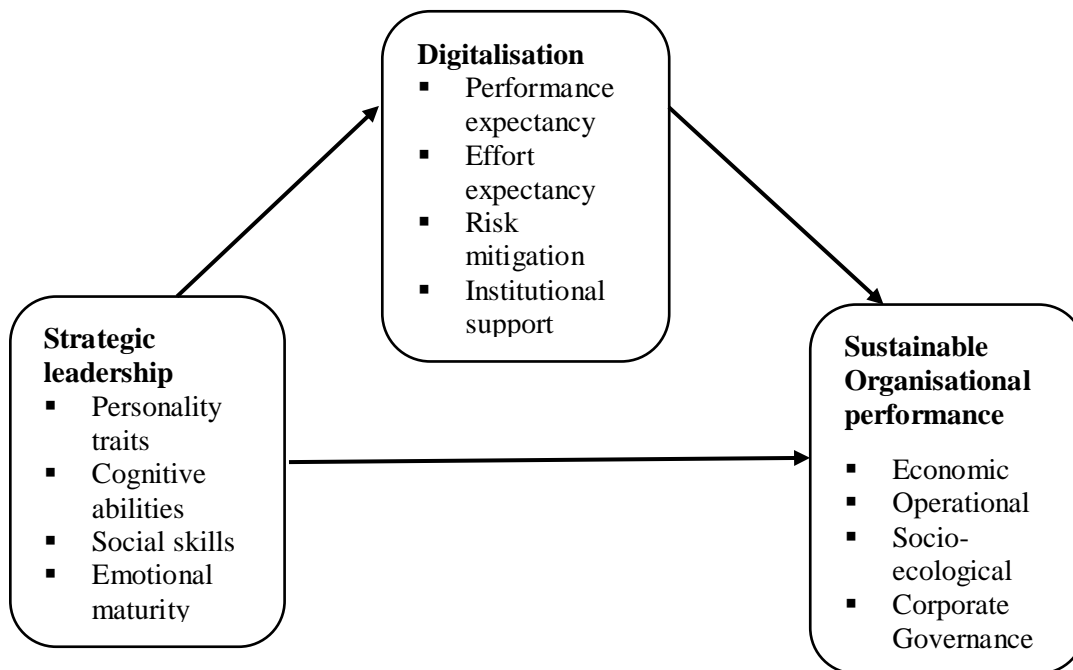 Digitalisation
▪ Performance
expectancy
▪ Effort
expectancy
▪ Risk
mitigation
▪ Institutional
support
Strategic
leadership
▪ Personality
traits
▪ Cognitive
abilities
▪ Social skills
▪ Emotional
maturity
Sustainable
Organisational
performance
▪ Economic
▪ Operational
▪ Socio-
ecological
▪ Corporate
Governance